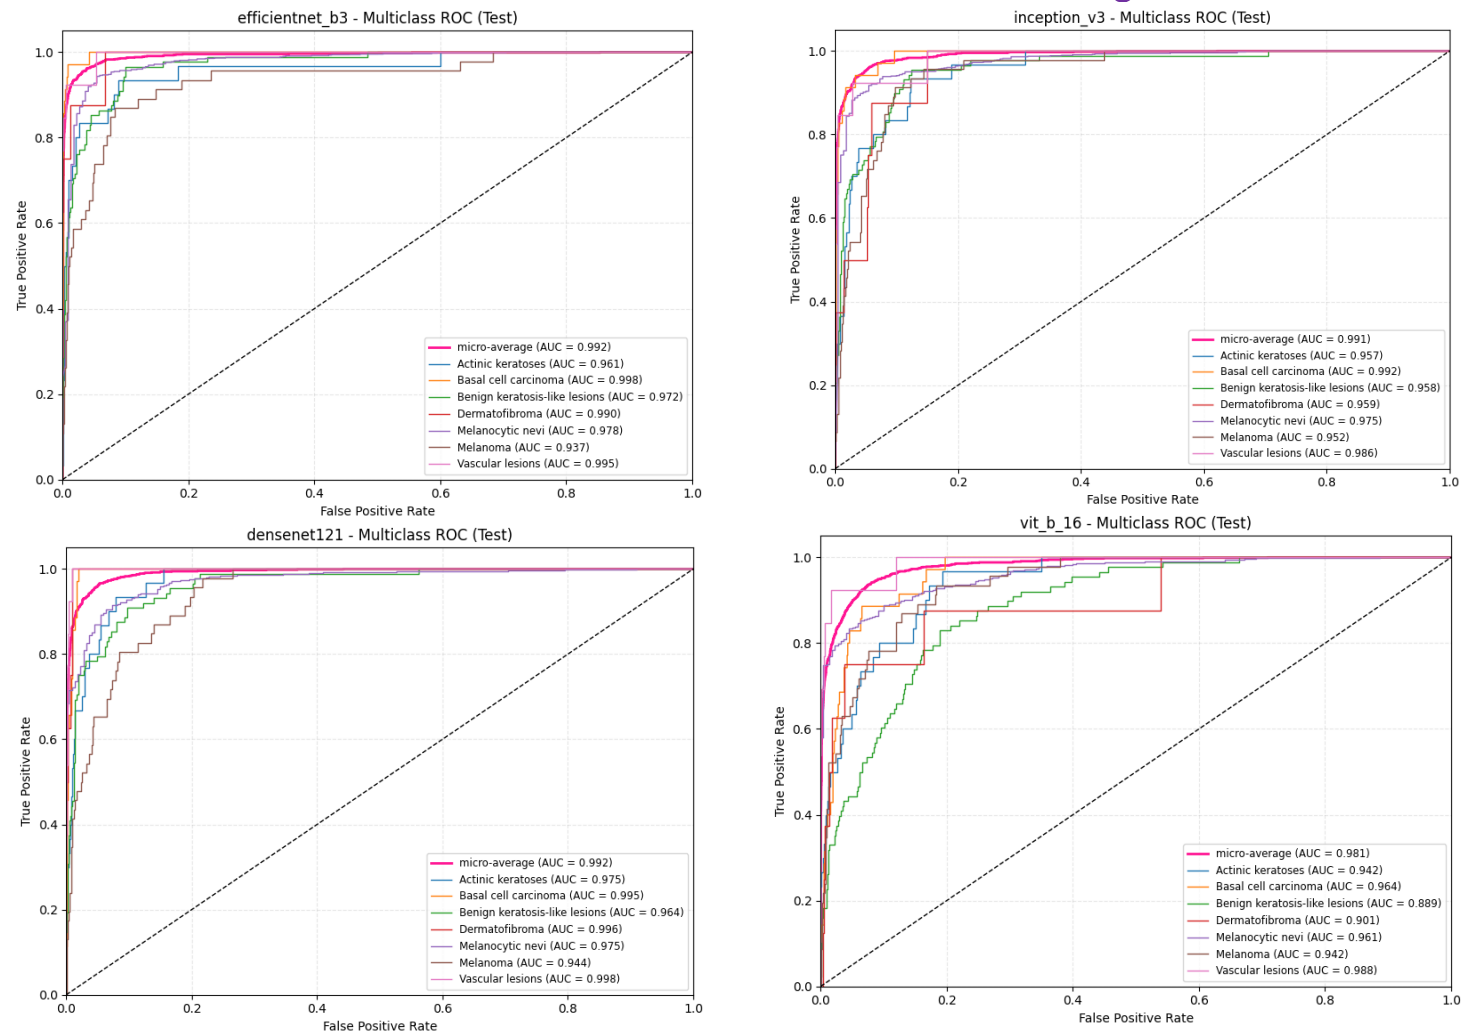 efficientnet_b3 - Multiclass ROC (Test)
1.0
0.8
0.6
0.4
0.2
0.0
True Positive Rate
micro-average (AUC = 0.992)
Actinic keratoses (AUC = 0.961)
Basal cell carcinoma (AUC = 0.998)
Benign keratosis-like lesions (AUC = 0.972)
Dermatofibroma (AUC = 0.990)
Melanocytic nevi (AUC = 0.978)
Melanoma (AUC = 0.937)
Vascular lesions (AUC = 0.995)
0.0 0.2 0.4 0.6 0.8 1.0
False Positive Rate
inception_v3 - Multiclass ROC (Test)
1.0
0.8
0.6
0.4
0.2
0.0
True Positive Rate
micro-average (AUC = 0.991)
Actinic keratoses (AUC = 0.957)
Basal cell carcinoma (AUC = 0.992)
Benign keratosis-like lesions (AUC = 0.958)
Dermatofibroma (AUC = 0.959)
Melanocytic nevi (AUC = 0.975)
Melanoma (AUC = 0.952)
Vascular lesions (AUC = 0.986)
0.0 0.2 0.4 0.6 0.8 1.0
False Positive Rate
densenet121 - Multiclass ROC (Test)
1.0
0.8
0.6
0.4
0.2
0.0
True Positive Rate
micro-average (AUC = 0.992)
Actinic keratoses (AUC = 0.975)
Basal cell carcinoma (AUC = 0.995)
Benign keratosis-like lesions (AUC = 0.964)
Dermatofibroma (AUC = 0.996)
Melanocytic nevi (AUC = 0.975)
Melanoma (AUC = 0.944)
Vascular lesions (AUC = 0.998)
0.0 0.2 0.4 0.6 0.8 1.0
False Positive Rate
vit_b_16 - Multiclass ROC (Test)
1.0
0.8
0.6
0.4
0.2
0.0
True Positive Rate
micro-average (AUC = 0.981)
Actinic keratoses (AUC = 0.942)
Basal cell carcinoma (AUC = 0.964)
Benign keratosis-like lesions (AUC = 0.889)
Dermatofibroma (AUC = 0.901)
Melanocytic nevi (AUC = 0.961)
Melanoma (AUC = 0.942)
Vascular lesions (AUC = 0.988)
0.0 0.2 0.4 0.6 0.8 1.0
False Positive Rate